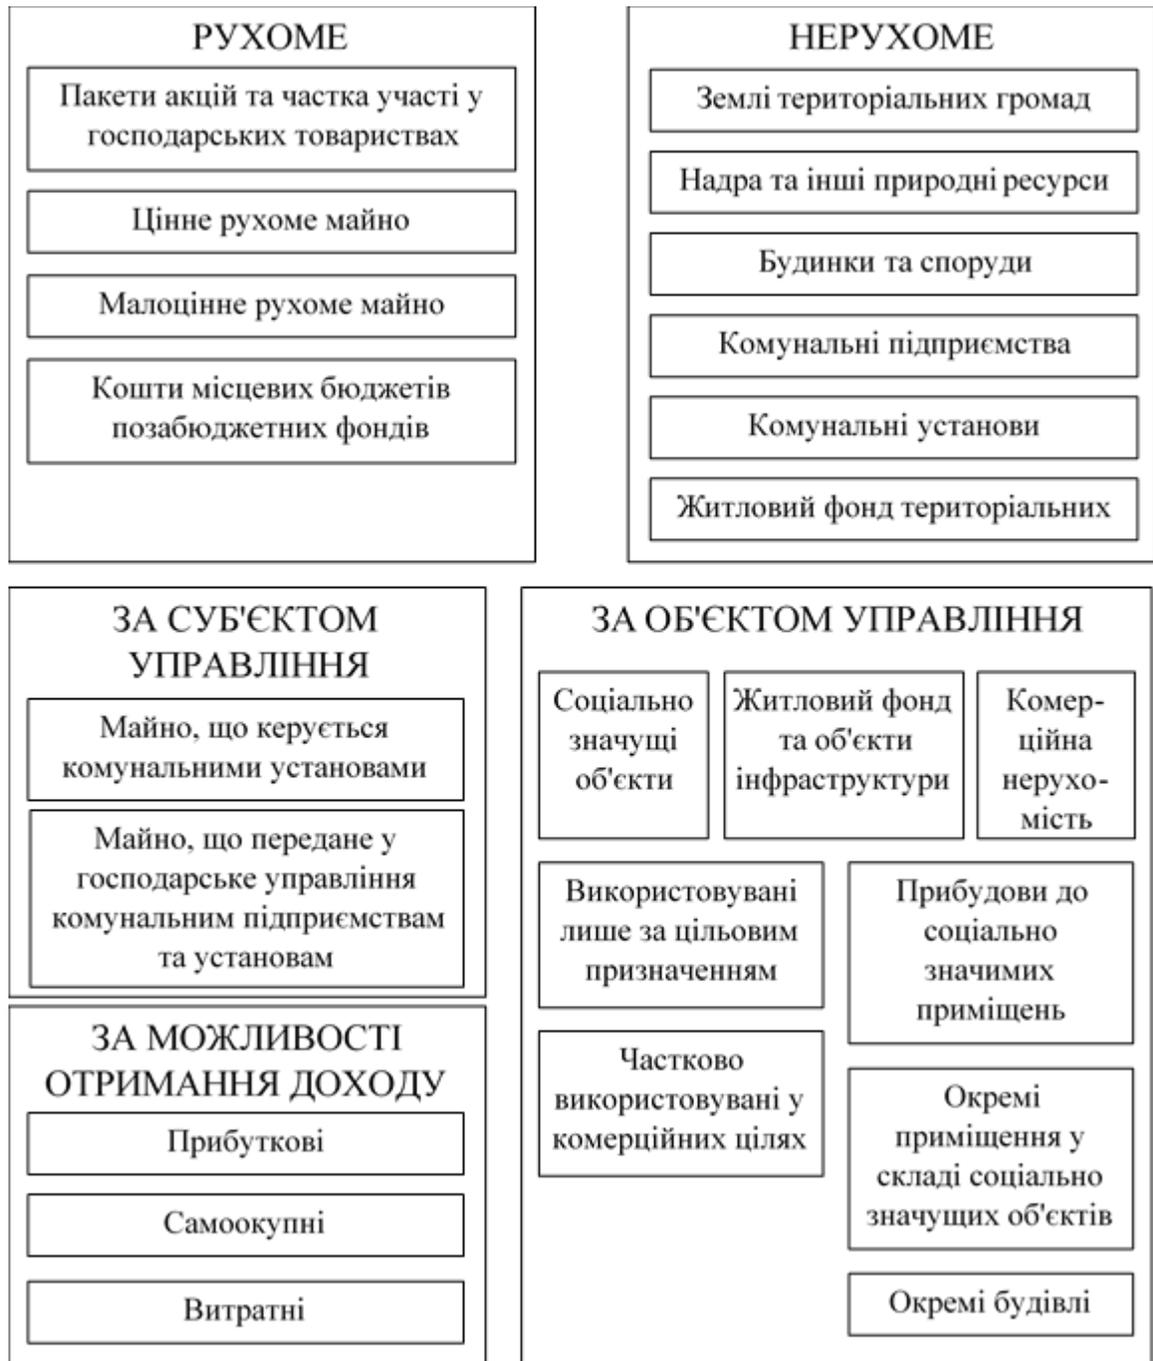 РУХОМЕ
Пакети акцій та частка участі у
господарських товариствах
Цінне рухоме майно
Малоцінне рухоме майно
Кошти місцевих бюджетів
позабюджетних фондів
НЕРУХОМЕ
Землі територіальних громад
Надра та інші природні ресурси
Будинки та споруди
Комунальні підприємства
Комунальні установи
Житловий фонд територіальних
ЗА СУБ'ЄКТОМ
УПРАВЛІННЯ
Майно, що керується
комунальними установами
Майно, що передане у
господарське управління
комунальним підприємствам
та установам
ЗА МОЖЛИВОСТІ
ОТРИМАННЯ ДОХОДУ
Прибуткові
Самоокупні
Витратні
ЗА ОБ'ЄКТОМ УПРАВЛІННЯ
Соціально
значущі
об'єкти
Житловий фонд
та об'єкти
інфраструктури
Комер-
ційна
нерухо-
мість
Використовувані
лише за цільовим
призначенням
Частково
використовувані у
комерційних цілях
Прибудови до
соціально
значимих
приміщень
Окремі
приміщення у
складі соціально
значущих об'єктів
Окремі будівлі